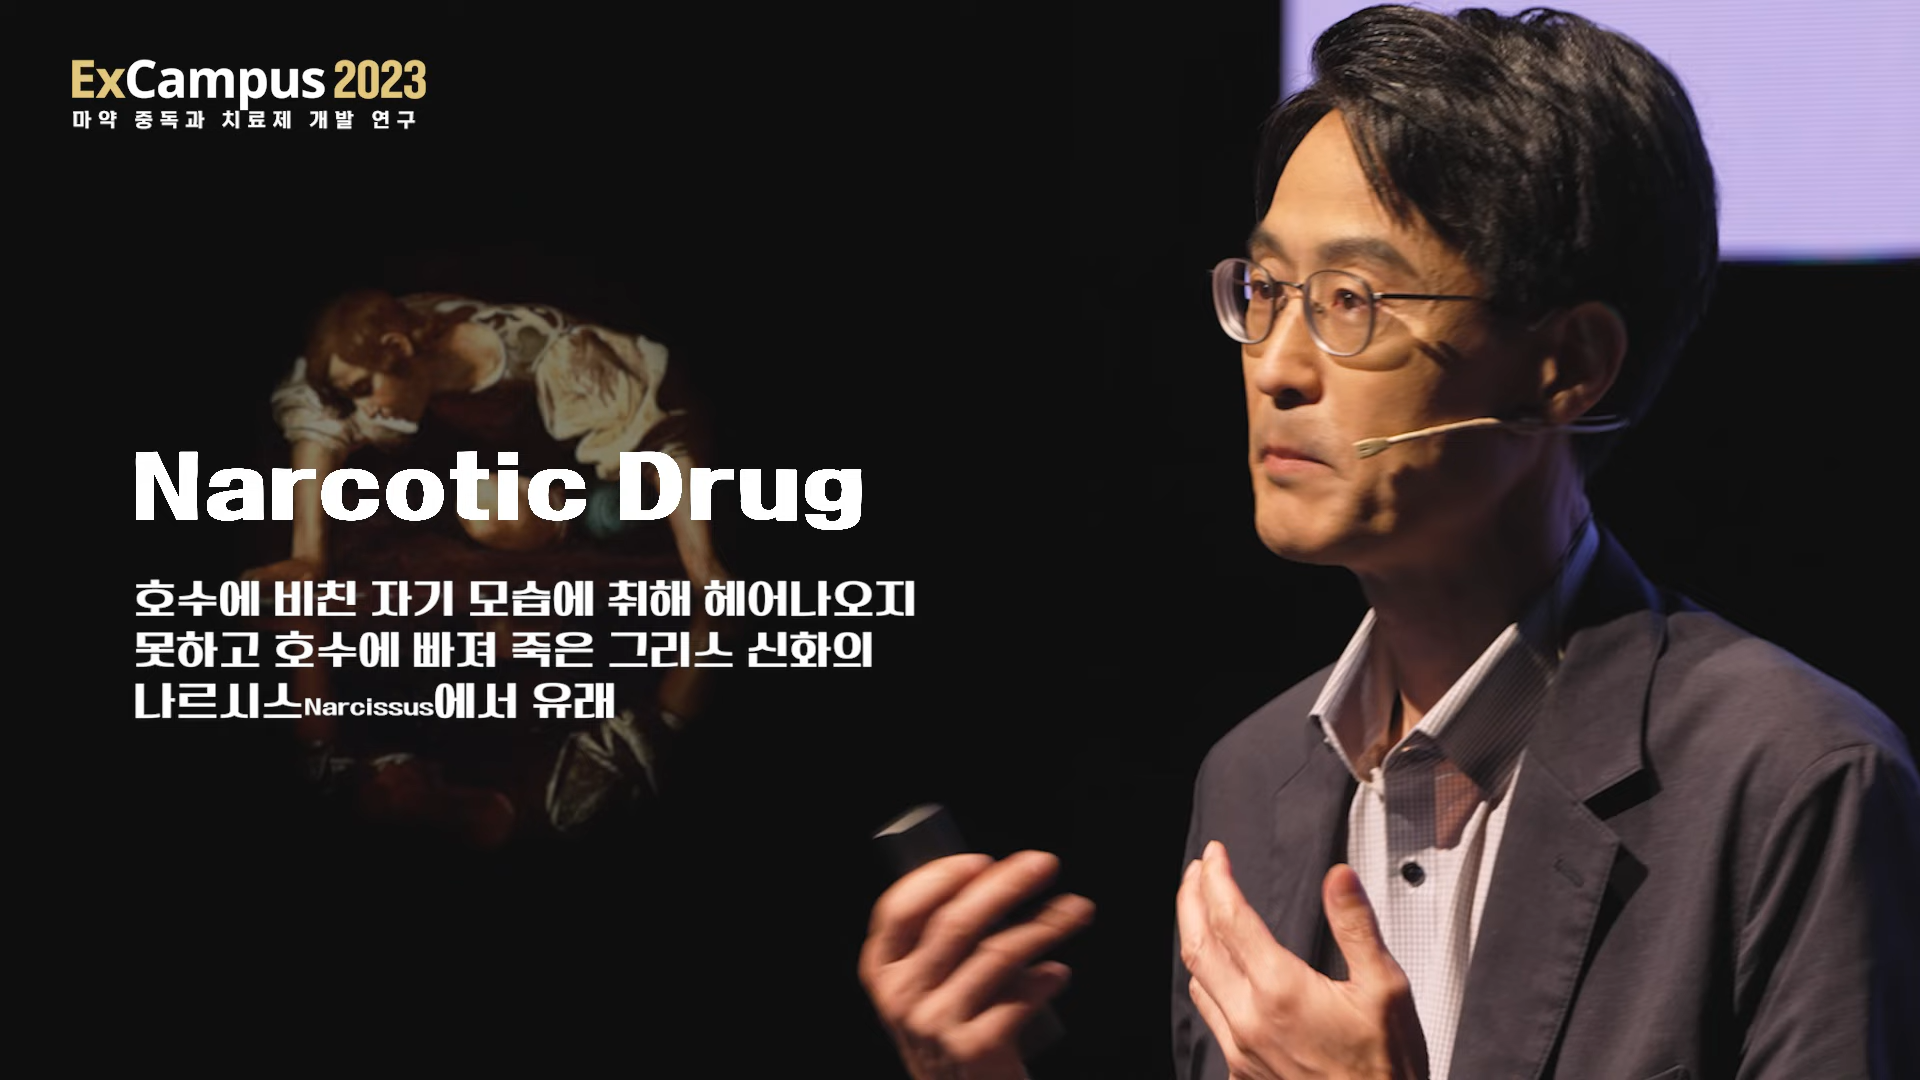 ExCampus 2023
마약 중독과 치료제 개발 연구
Narcotic Drug
호수에 비친 자기 모습에 취해 헤어나오지
못하고 호수에 빠져 죽은 그리스 신화의
나르시스Narcissus에서 유래